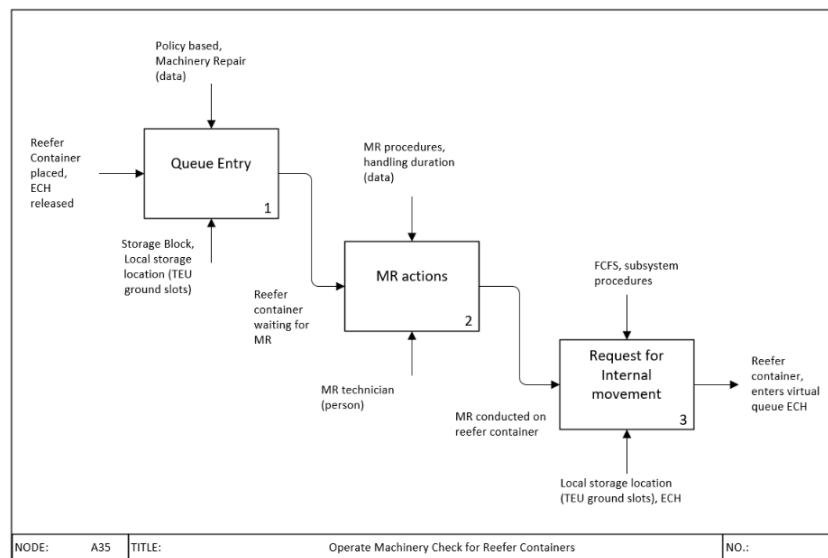 Policy based,
Machinery Repair
(data)
Reefer
Container
placed,
ECH
released
Queue Entry
1
Storage Block,
Local storage
location (TEU
ground slots)
MR procedures,
handling duration
(data)
Reefer
container
waiting for
MR
MR actions
2
MR technician
(person)
FCFS, subsystem
procedures
MR conducted on
reefer container
Request for
Internal
movement
3
Reefer
container,
enters virtual
queue ECH
Local storage location
(TEU ground slots), ECH
NODE: A35 TITLE: Operate Machinery Check for Reefer Containers NO.: